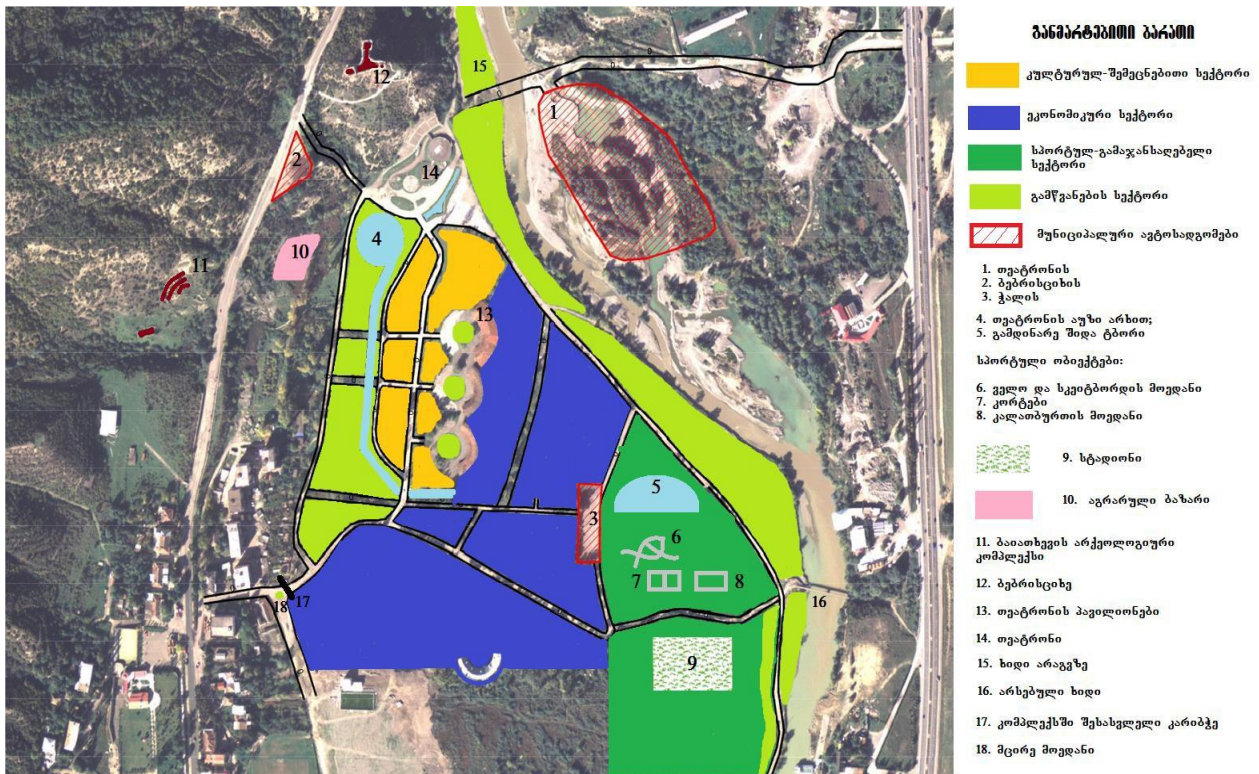 განმარტებითი ბარათი
კულტურულ-შემეცნებითი სექტორი
ეკონომიკური სექტორი
სპორტულ-გამაჯანსაღებელი
სექტორი
გამწვანების სექტორი
მუნიციპალური ავტოსადგომები
1. თეატრონის
2. ბებრისციხის
3. ჭალის
4. თეატრონის აუზი არხით;
5. გამდინარე შიდა ტბორი
სპორტული ობიექტები:
6. ველო და სკეიტბორდის მოედანი
7. კორტები
8. კალათბურთის მოედანი
9. სტადიონი
10. აგრარული ბაზარი
11. ბაიათხევის არქეოლოგიური
კომპლექსი
12. ბებრისციხე
13. თეატრონის პავილიონები
14. თეატრონი
15. ხიდი არაგვზე
16. არსებული ხიდი
17. კომპლექსში შესასვლელი კარიბჭე
18. მცირე მოედანი
15
12
1
2
14
4
10
11
13
5
3
6
7
8
16
18
17
9